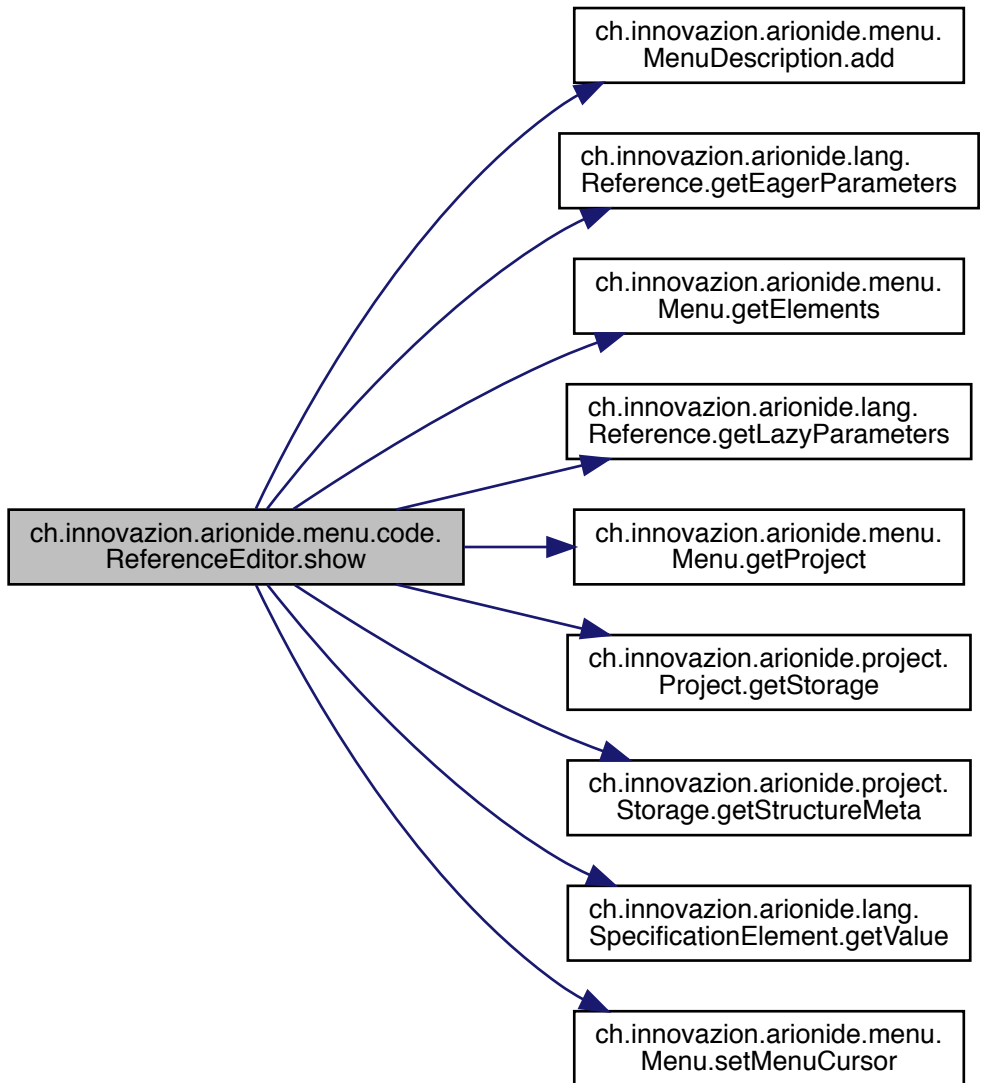 ch.innovazion.arionide.menu.
MenuDescription.add
ch.innovazion.arionide.lang.
Reference.getEagerParameters
ch.innovazion.arionide.menu.
Menu.getElements
ch.innovazion.arionide.lang.
Reference.getLazyParameters
ch.innovazion.arionide.menu.code.
ReferenceEditor.show
ch.innovazion.arionide.menu.
Menu.getProject
ch.innovazion.arionide.project.
Project.getStorage
ch.innovazion.arionide.project.
Storage.getStructureMeta
ch.innovazion.arionide.lang.
SpecificationElement.getValue
ch.innovazion.arionide.menu.
Menu.setMenuCursor